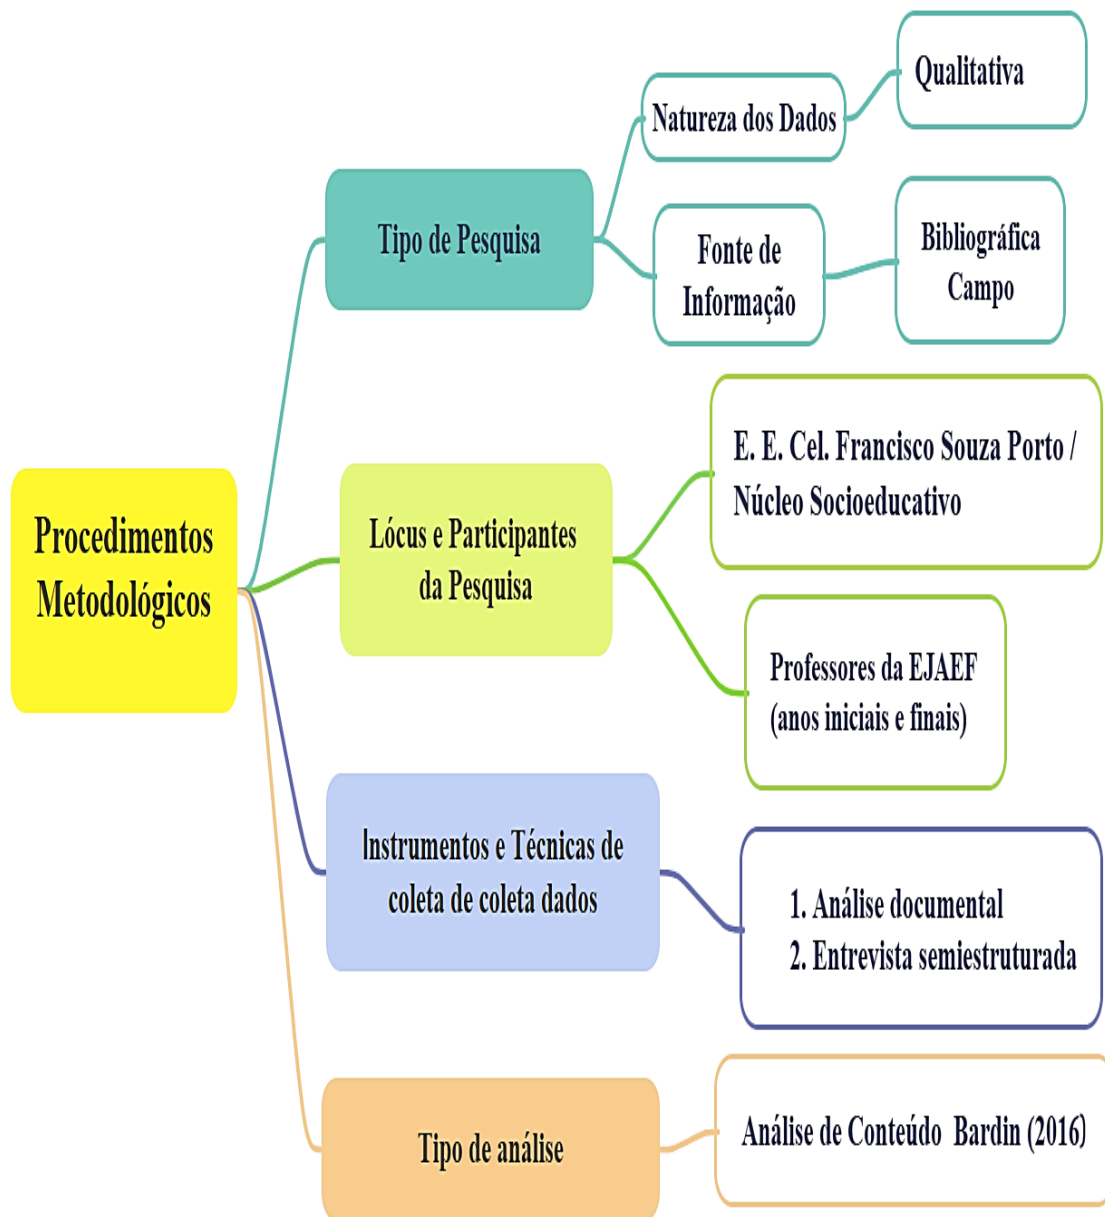 Procedimentos
Metodológicos
Tipo de Pesquisa
Natureza dos Dados
Qualitativa
Fonte de
Informação
Bibliográfica
Campo
Lócus e Participantes
da Pesquisa
E. E. Cel. Francisco Souza Porto /
Núcleo Socioeducativo
Professores da EJAEF
(anos iniciais e finais)
Instrumentos e Técnicas de
coleta de coleta dados
1. Análise documental
2. Entrevista semiestruturada
Tipo de análise
Análise de Conteúdo Bardin (2016)